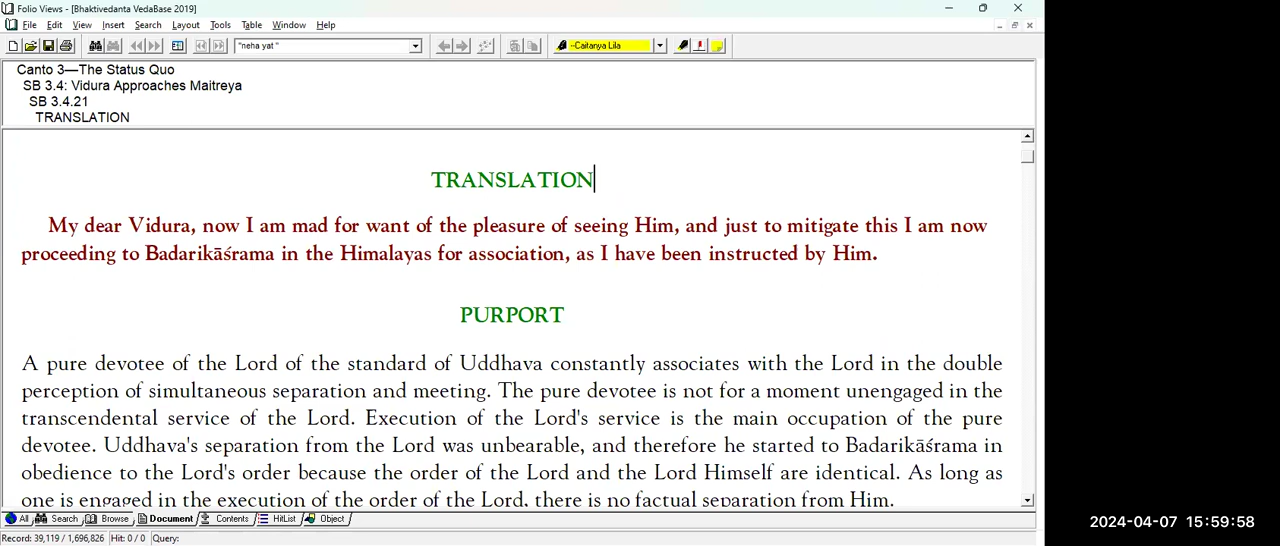 Folio Views - [Bhaktivedanta VedaBase 2019]
File Edit View Insert Search Layout Tools Table Window Help
"neha yat "
--Caitanya Lila
Canto 3—The Status Quo
SB 3.4: Vidura Approaches Maitreya
SB 3.4.21
TRANSLATION
TRANSLATION
My dear Vidura, now I am mad for want of the pleasure of seeing Him, and just to mitigate this I am now
proceeding to Badarikāśrama in the Himalayas for association, as I have been instructed by Him.
PURPORT
A pure devotee of the Lord of the standard of Uddhava constantly associates with the Lord in the double
perception of simultaneous separation and meeting. The pure devotee is not for a moment unengaged in the
transcendental service of the Lord. Execution of the Lord's service is the main occupation of the pure
devotee. Uddhava's separation from the Lord was unbearable, and therefore he started to Badarikāśrama in
obedience to the Lord's order because the order of the Lord and the Lord Himself are identical. As long as
one is engaged in the execution of the order of the Lord, there is no factual separation from Him.
All Search Browse Document Contents HitList Object
Record: 39,119 / 1,696,826 Hit: 0 / 0 Query:
2024-04-07 15:59:58